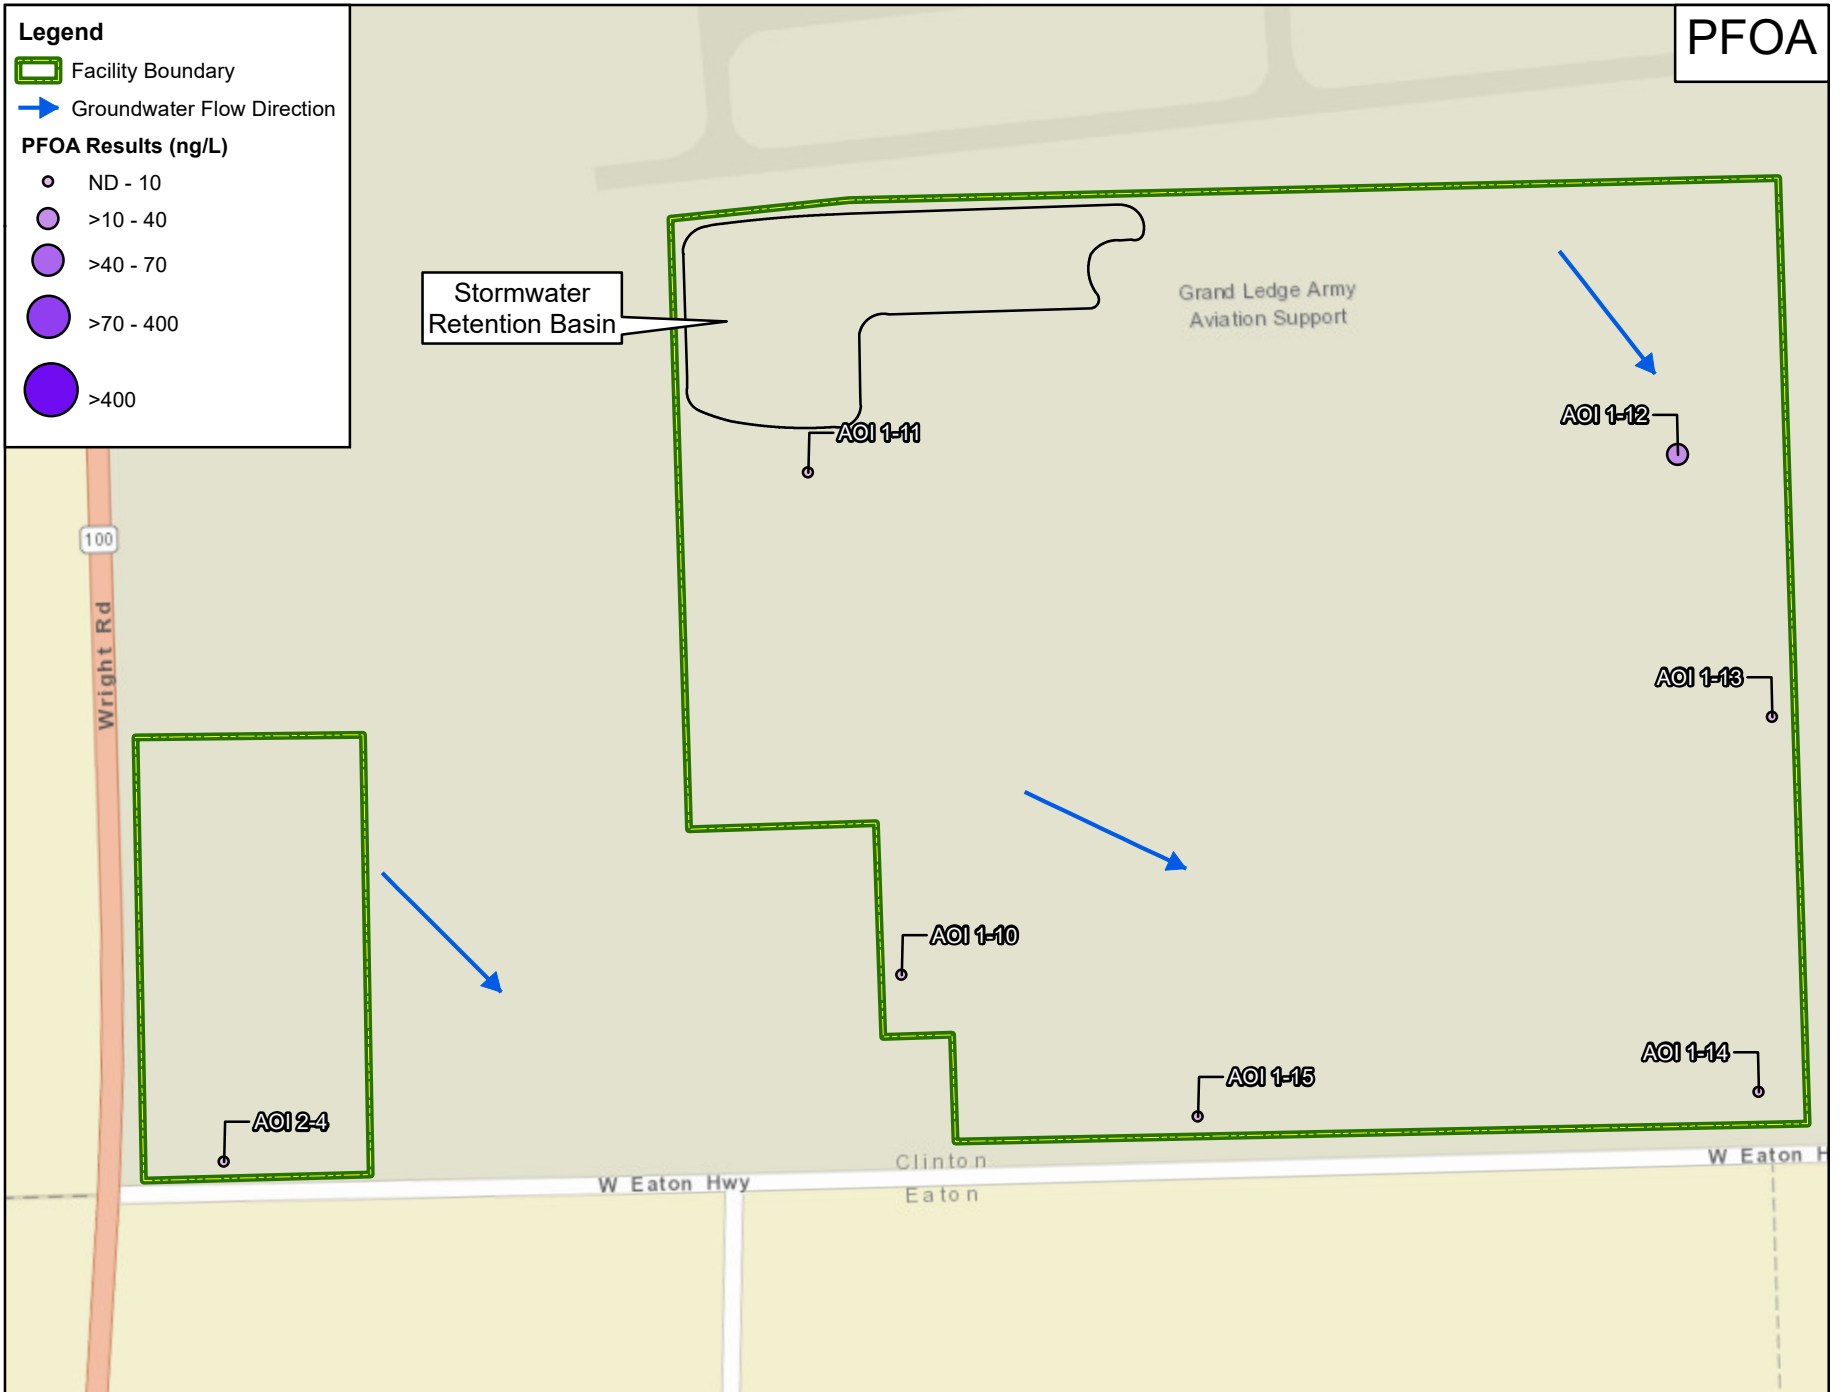 Legend
Facility Boundary
Groundwater Flow Direction
PFOA Results (ng/L)
ND - 10
>10 - 40
>40 - 70
>70 - 400
>400
PFOA
Stormwater
Retention Basin
Grand Ledge Army
Aviation Support
AOI 1-12
AOI 1-11
100
Wright Rd
AOI 1-13
AOI 1-10
AOI 1-14
AOI 1-15
AOI 2-4
Clinton
W Eaton H
W Eaton Hwy
Eaton